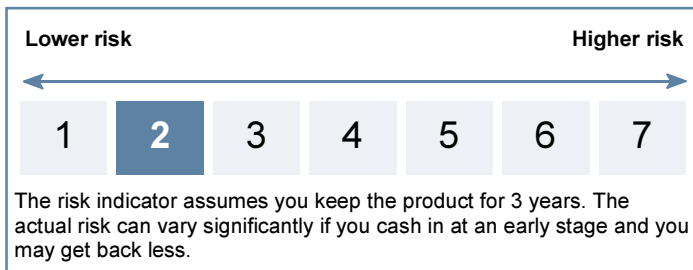 Lower risk Higher risk
1 2 3 4 5 6 7
The risk indicator assumes you keep the product for 3 years. The
actual risk can vary significantly if you cash in at an early stage and you
may get back less.